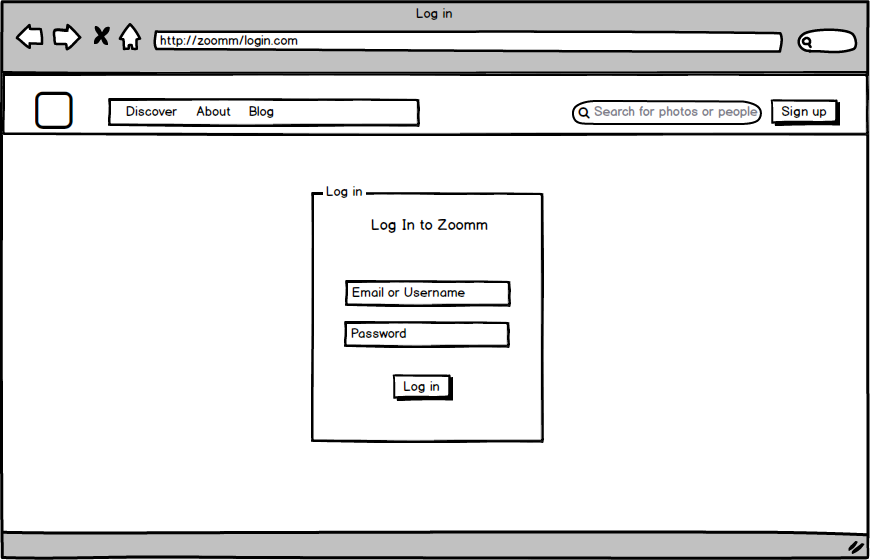 Log in
http://zoomm/login.com
Discover About Blog
Search for photos or people
Sign up
Log in
Log In to Zoomm
Email or Username
Password
Log in